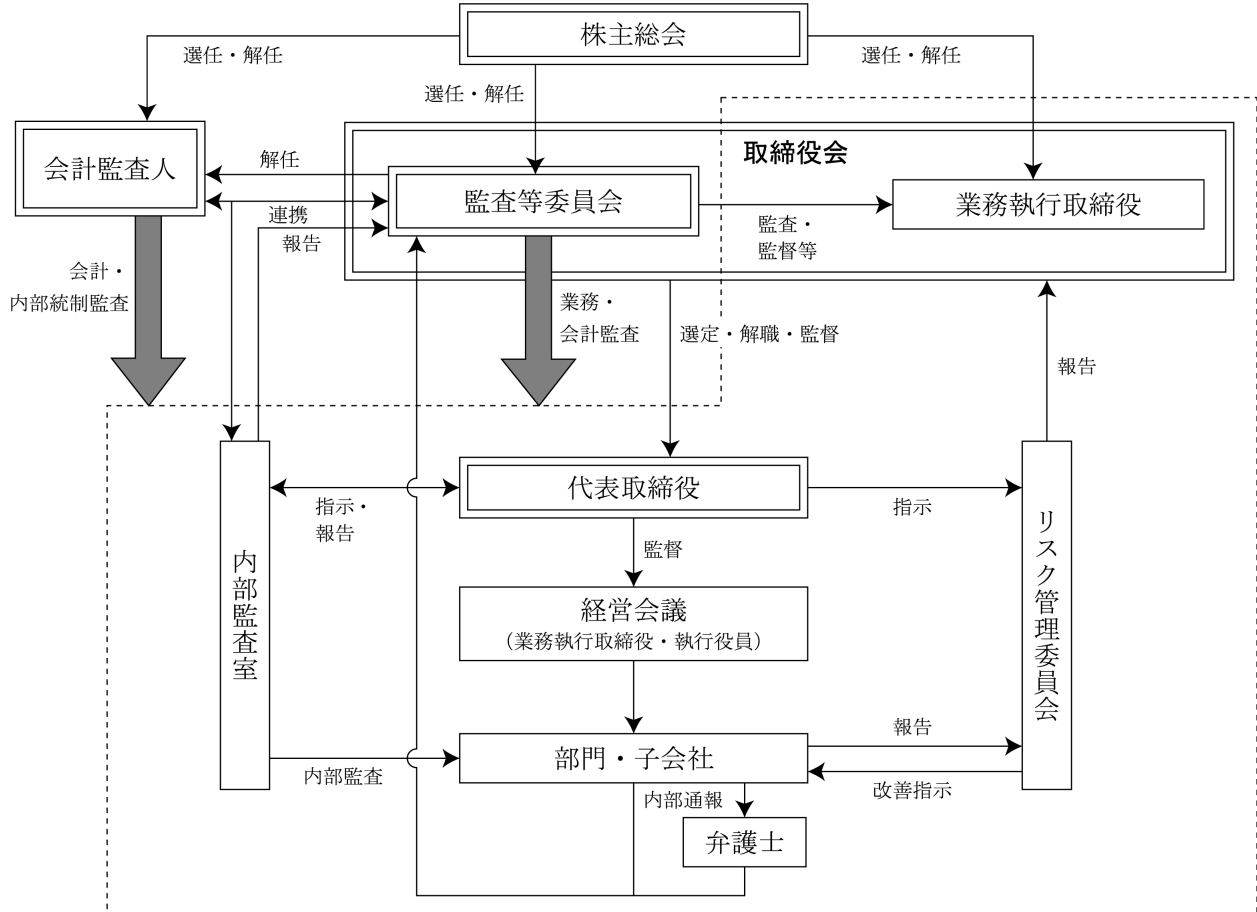 株主総会
選任・解任
選任・解任
選任・解任
取締役会
会計監査人
解任
監査等委員会
業務執行取締役
連携
報告
監査・
監督等
会計・
内部統制監査
業務・
会計監査
選定・解職・監督
報告
代表取締役
指示・
報告
指示
監督
内部監査室
リスク管理委員会
経営会議
（業務執行取締役・執行役員）
部門・子会社
報告
内部監査
改善指示
内部通報
弁護士